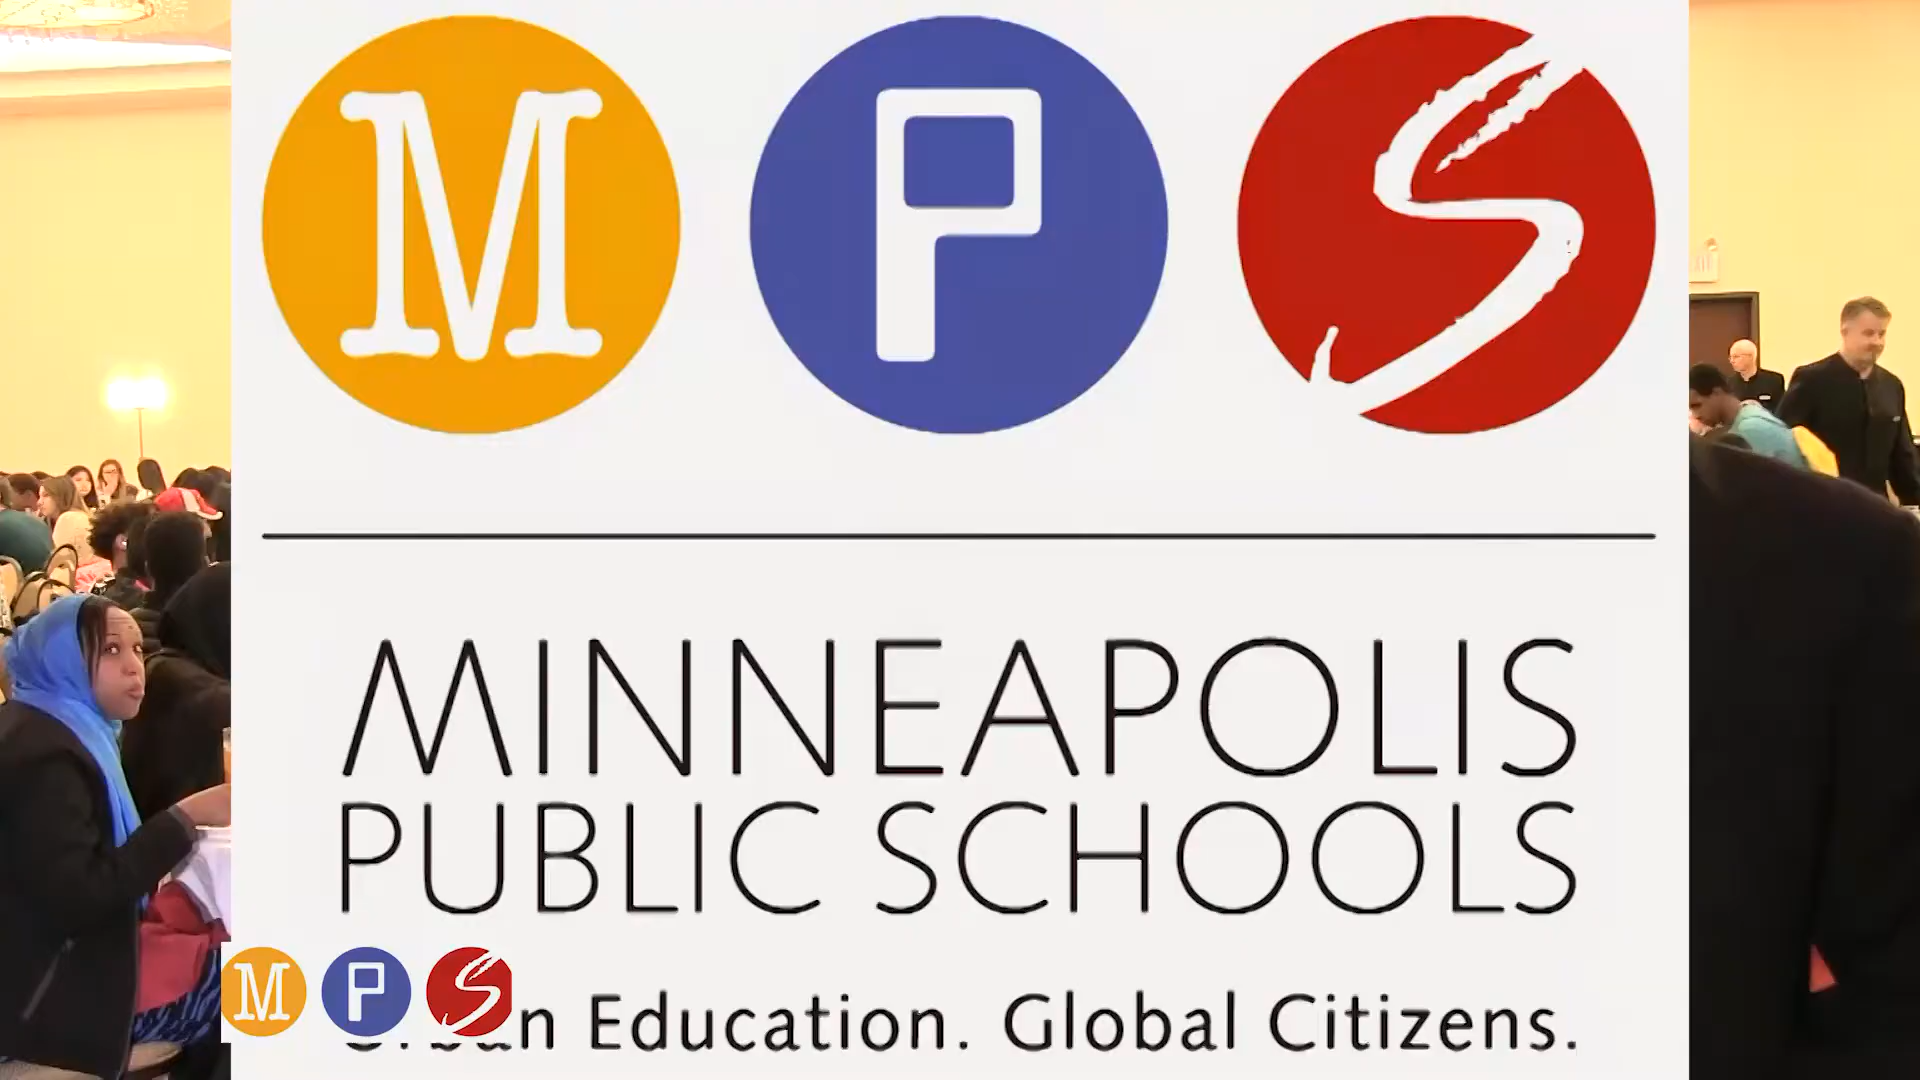 M P S
MINNEAPOLIS
PUBLIC SCHOOLS
M P S
n Education. Global Citizens.